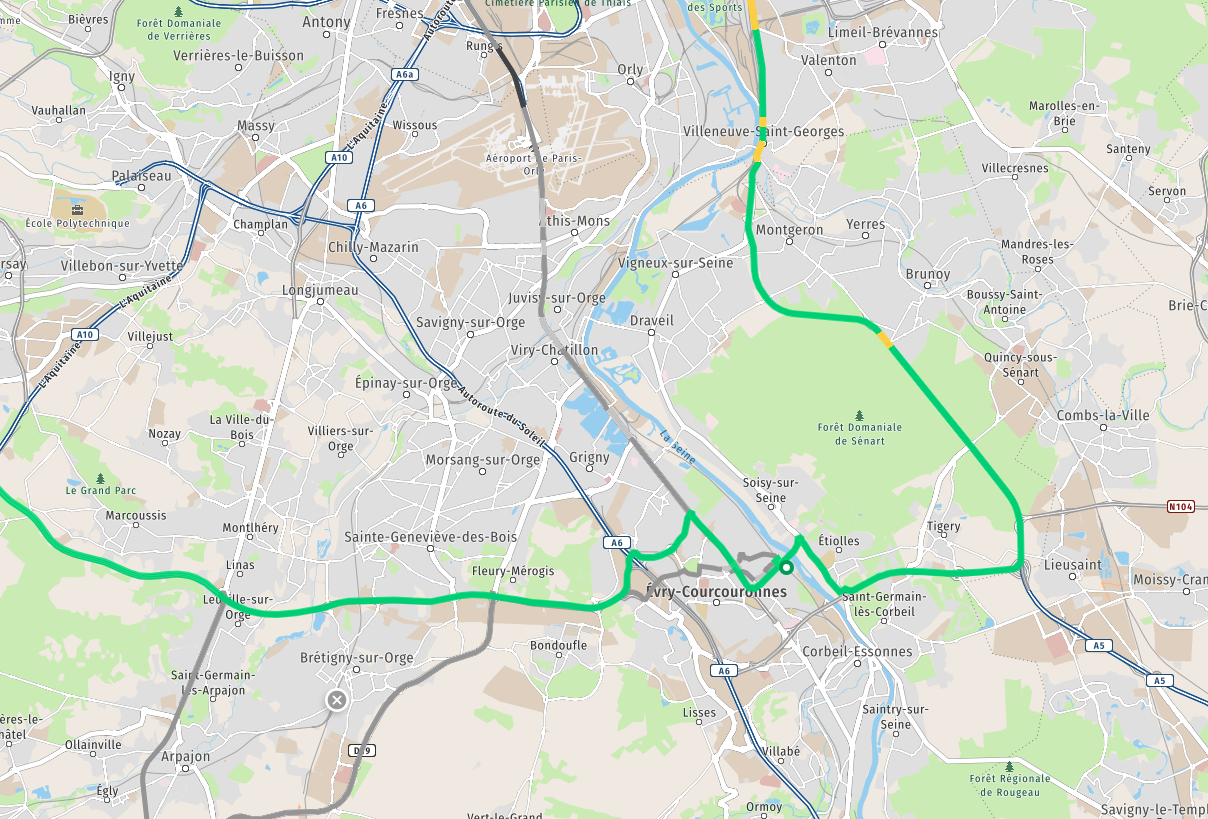 Cimetière Parisien de Thiais
des Sports
Bièvres
Forêt Domaniale
de Verrières
Antony
Fresnes
Verrières-le-Buisson
Rungis
Limeil-Brévannes
Valenton
Orly
Igny
A6a
Autoroute
Vauhallan
Massy
Wissous
L'Aquitaine
Marolles-en-
Brie
Villeneuve-Saint-Georges
Santeny
A10
Aéroport de Paris-
Orly
Villecresnes
Palaiseau
Servon
École Polytechnique
A6
Champlan
Athis-Mons
Montgeron
Yerres
Chilly-Mazarin
Mandres-les-
Roses
Villebon-sur-Yvette
Vigneux-sur-Seine
Brunoy
L'Aquitaine
Longjumeau
Juvisy-sur-Orge
Boussy-Saint-
Antoine
Brie-C
A10
Villejust
Savigny-sur-Orge
Draveil
L'Aquitaine
Viry-Châtillon
Quincy-sous-
Sénart
Épinay-sur-Orge
Autoroute du Soleil
La Ville-du-
Bois
Nozay
Villiers-sur-
Orge
Forêt Domaniale
de Sénart
Combs-la-Ville
La Seine
Morsang-sur-Orge
Grigny
Le Grand Parc
Soisy-sur-
Seine
Marcoussis
Montlhéry
N104
Tigery
Sainte-Geneviève-des-Bois
A6
Étiolles
Linas
Fleury-Mérogis
Lieusaint
Moissy-Cram
Leuville-sur-
Orge
Évry-Courcouronnes
Saint-Germain-
lès-Corbeil
Bondoufle
A5
Brétigny-sur-Orge
Corbeil-Essonnes
A6
A5
Saint-Germain-
lès-Arpajon
Lisses
Saintry-sur-
Seine
ères-le-
hâtel
Ollainville
D19
Arpajon
Villabé
Forêt Régionale
de Rougeau
Égly
Ormoy
Savigny-le-Temple
Vert-le-Grand